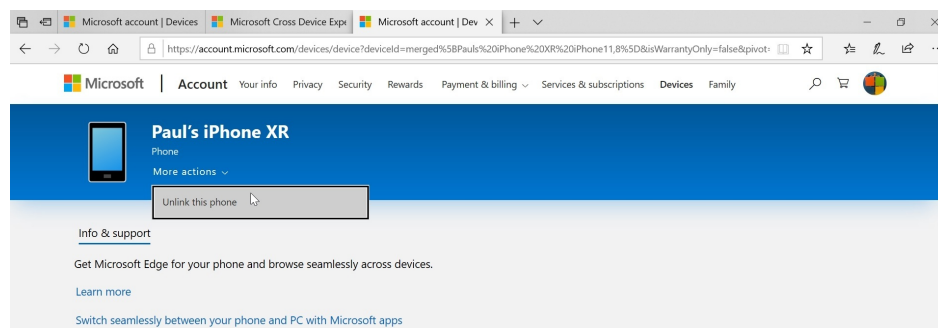 Microsoft account | Devices
Microsoft Cross Device Expe
Microsoft account | Dev
https://account.microsoft.com/devices/device?deviceId=merged%5BPauls%20iPhone%20XR%20iPhone11,8%5D&isWarrantyOnly=false&pivot=
Microsoft | Account Your info Privacy Security Rewards Payment & billing Services & subscriptions Devices Family
Paul's iPhone XR
Phone
More actions
Unlink this phone
Info & support
Get Microsoft Edge for your phone and browse seamlessly across devices.
Learn more
Switch seamlessly between your phone and PC with Microsoft apps